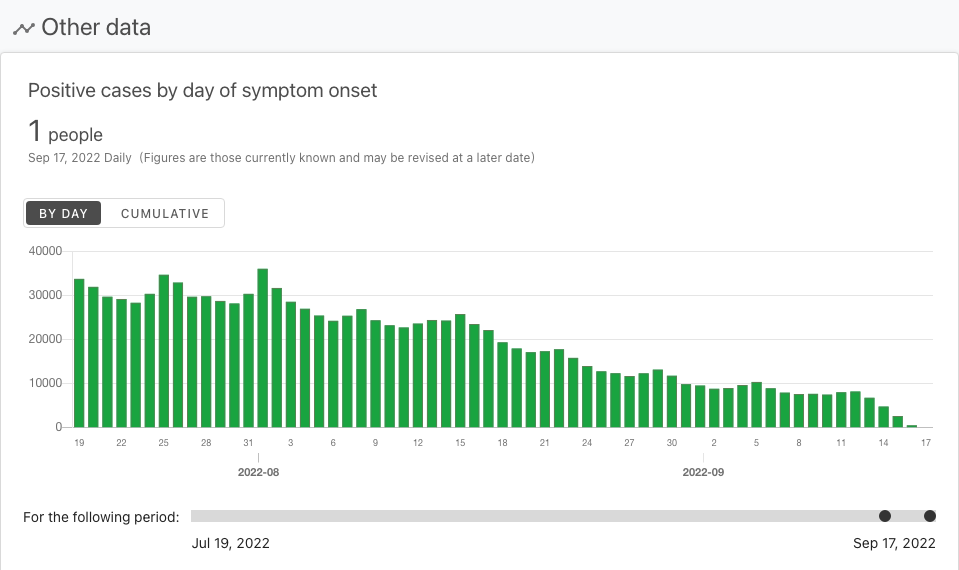 Other data
Positive cases by day of symptom onset
1 people
Sep 17, 2022 Daily (Figures are those currently known and may be revised at a later date)
BY DAY CUMULATIVE
40000
30000
20000
10000
0
19 22 25 28 31 3 6 9 12 15 18 21 24 27 30 2 5 8 11 14 17
2022-08 2022-09
For the following period:
Jul 19, 2022 Sep 17, 2022